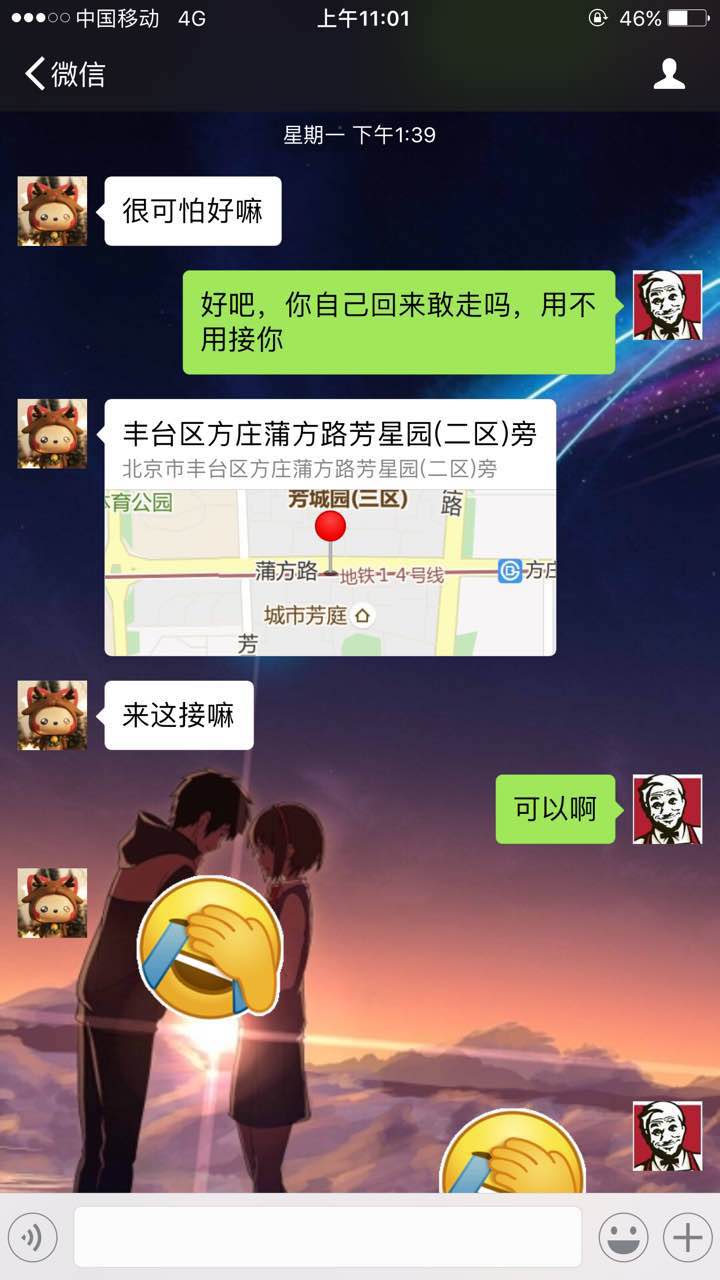 中国移动 4G 上午11:01 46%
微信
星期一 下午1:39
很可怕好嘛
好吧，你自己回来敢走吗，用不
用接你
丰台区方庄蒲方路芳星园(二区)旁
北京市丰台区方庄蒲方路芳星园(二区)旁
体育公园
芳城园(三区)
路
蒲方路
地铁14号线
方庄
城市芳庭
芳
来这接嘛
可以啊